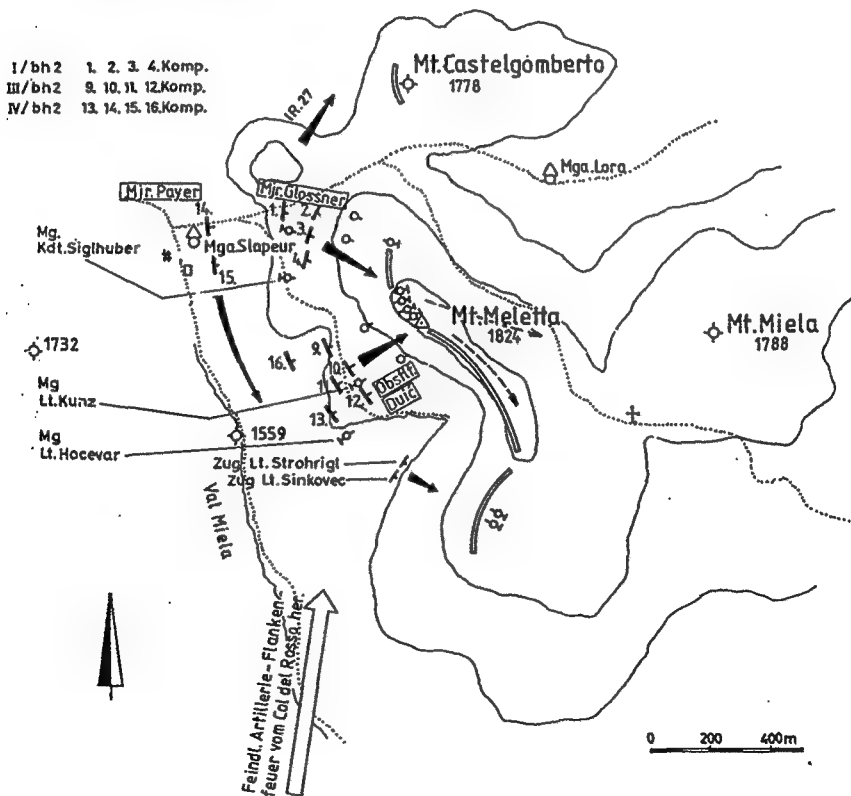 I/bh2 1. 2. 3. 4.Komp.
III/bh2 9. 10. 11. 12.Komp.
IV/bh2 13. 14. 15. 16.Komp.
Mt.Castelgomberto
1778
IR.27
Mga.Lora
Mjr.Payer
Mjr.Glossner
14.
1.
2.
3.
4.
Mg.
Kdt.Siglhuber
Mga.Slapeur
15.
Mt.Meletta
1824
Mt.Miela
1788
1732
16.
9.
10.
11.
12.
13.
Obstlt
Duić
Mg
Lt.Kunz
1559
Mg
Lt.Hocevar
Zug Lt.Strohrigl
Zug Lt.Sinkovec
Val Miela
Feindl. Artillerie-Flanken
feuer vom Col del Rosso her.
0 200 400m